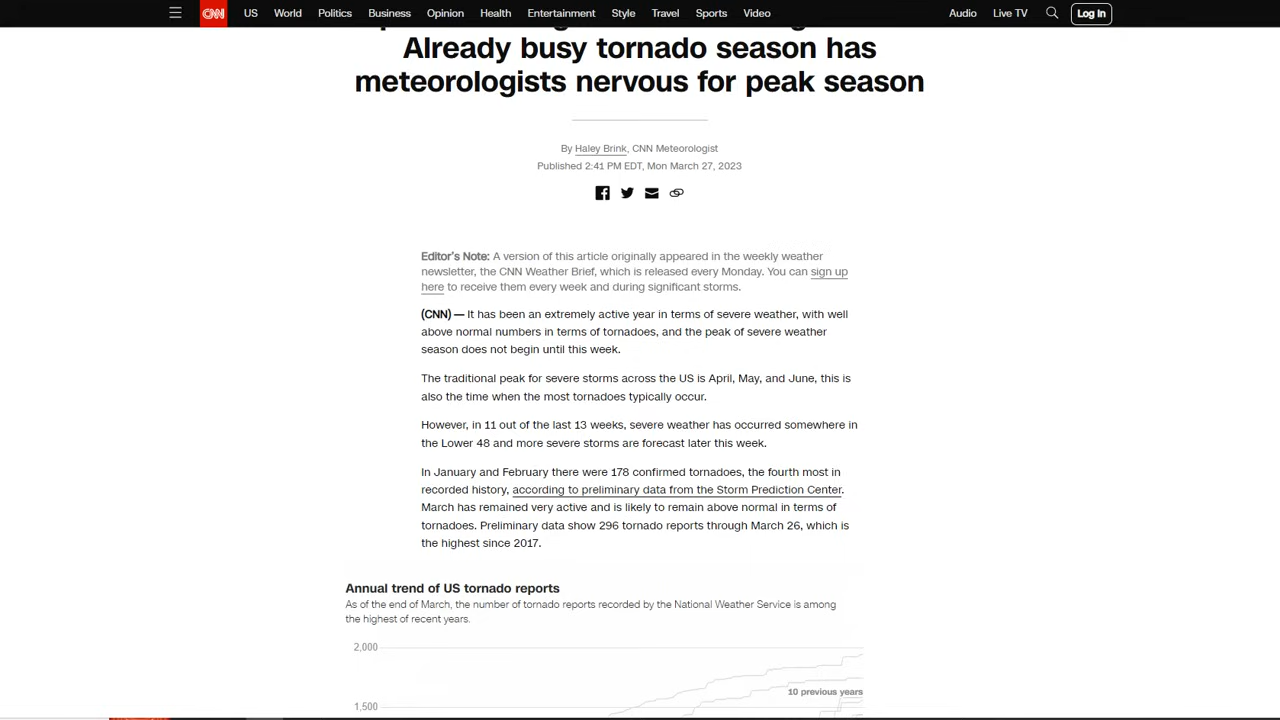 CNN US World Politics Business Opinion Health Entertainment Style Travel Sports Video Audio Live TV Log In
Already busy tornado season has
meteorologists nervous for peak season
By Haley Brink, CNN Meteorologist
Published 2:41 PM EDT, Mon March 27, 2023
Editor's Note: A version of this article originally appeared in the weekly weather
newsletter, the CNN Weather Brief, which is released every Monday. You can sign up
here to receive them every week and during significant storms.
(CNN) — It has been an extremely active year in terms of severe weather, with well
above normal numbers in terms of tornadoes, and the peak of severe weather
season does not begin until this week.
The traditional peak for severe storms across the US is April, May, and June, this is
also the time when the most tornadoes typically occur.
However, in 11 out of the last 13 weeks, severe weather has occurred somewhere in
the Lower 48 and more severe storms are forecast later this week.
In January and February there were 178 confirmed tornadoes, the fourth most in
recorded history, according to preliminary data from the Storm Prediction Center.
March has remained very active and is likely to remain above normal in terms of
tornadoes. Preliminary data show 296 tornado reports through March 26, which is
the highest since 2017.
Annual trend of US tornado reports
As of the end of March, the number of tornado reports recorded by the National Weather Service is among
the highest of recent years.
2,000
10 previous years
1,500